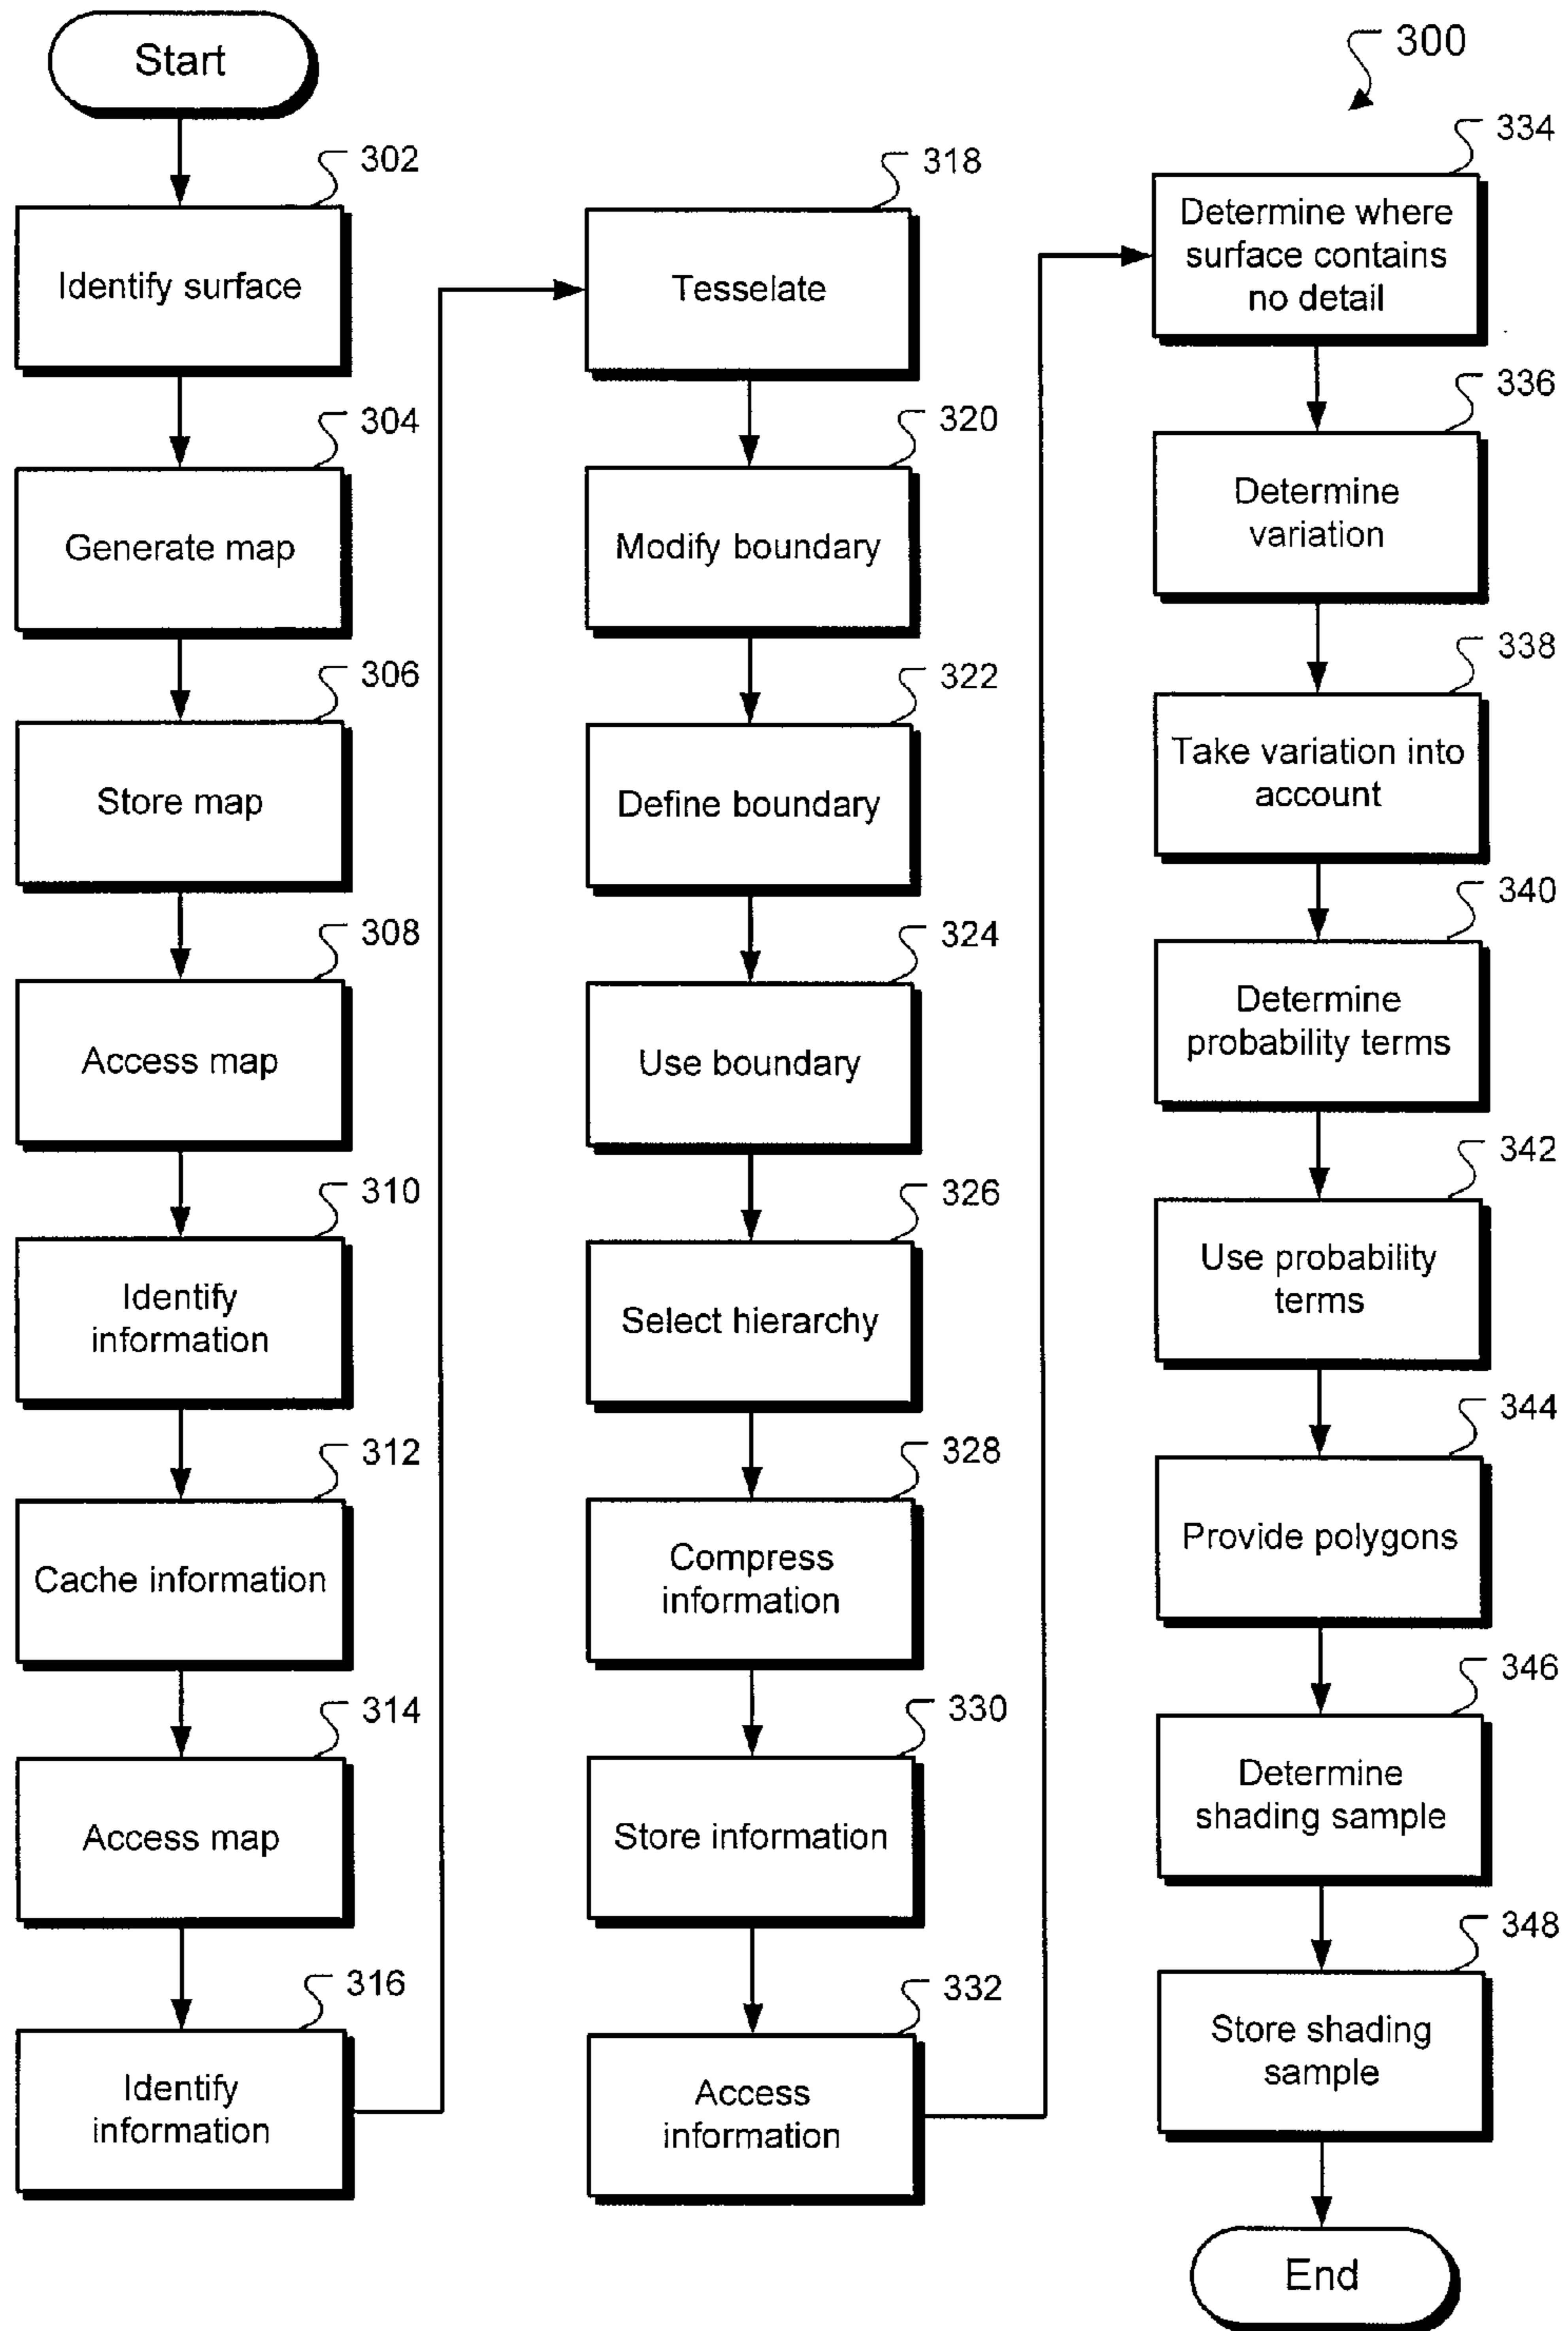 Start
300
302
Identify surface
304
Generate map
306
Store map
308
Access map
310
Identify
information
312
Cache information
314
Access map
316
Identify
information
318
Tesselate
320
Modify boundary
322
Define boundary
324
Use boundary
326
Select hierarchy
328
Compress
information
330
Store information
332
Access
information
334
Determine where
surface contains
no detail
336
Determine
variation
338
Take variation into
account
340
Determine
probability terms
342
Use probability
terms
344
Provide polygons
346
Determine
shading sample
348
Store shading
sample
End